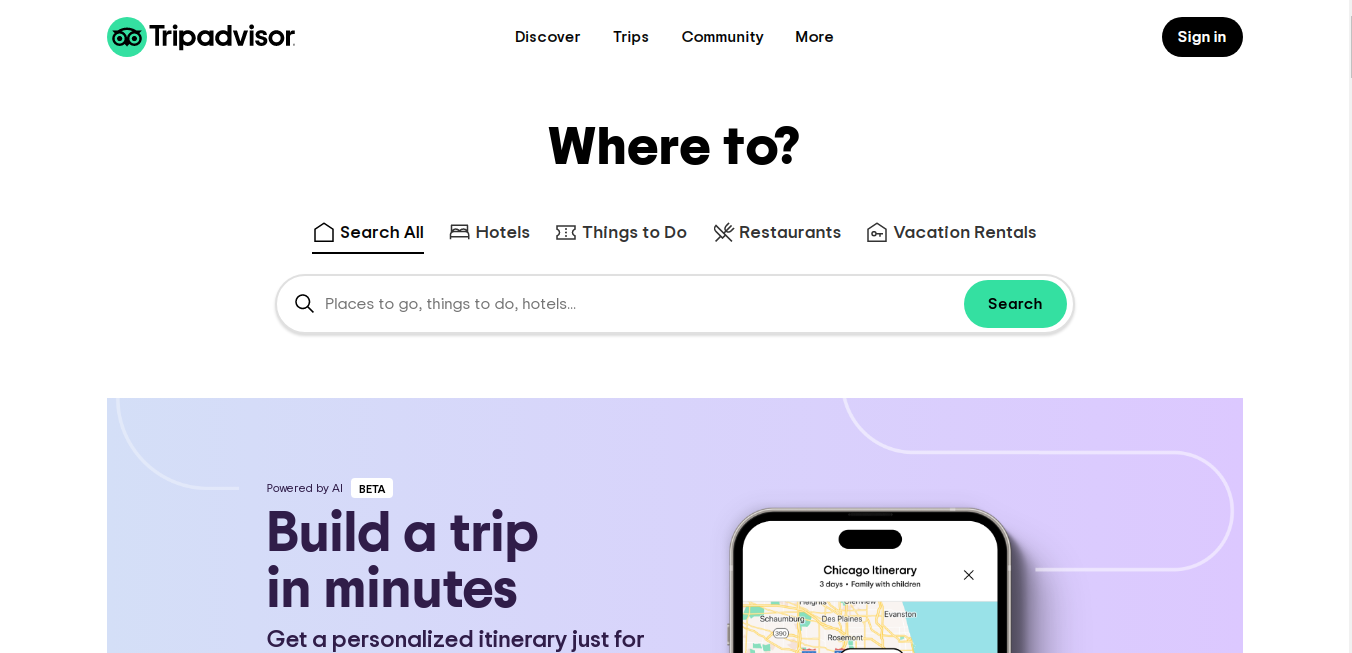 Tripadvisor
Discover
Trips
Community
More
Sign in
Where to?
Search All
Hotels
Things to Do
Restaurants
Vacation Rentals
Places to go, things to do, hotels...
Search
Powered by AI
BETA
Build a trip
in minutes
Get a personalized itinerary just for
Chicago Itinerary
3 days • Family with children
Evanston
Schaumburg
Des Plaines
390
Rosemont